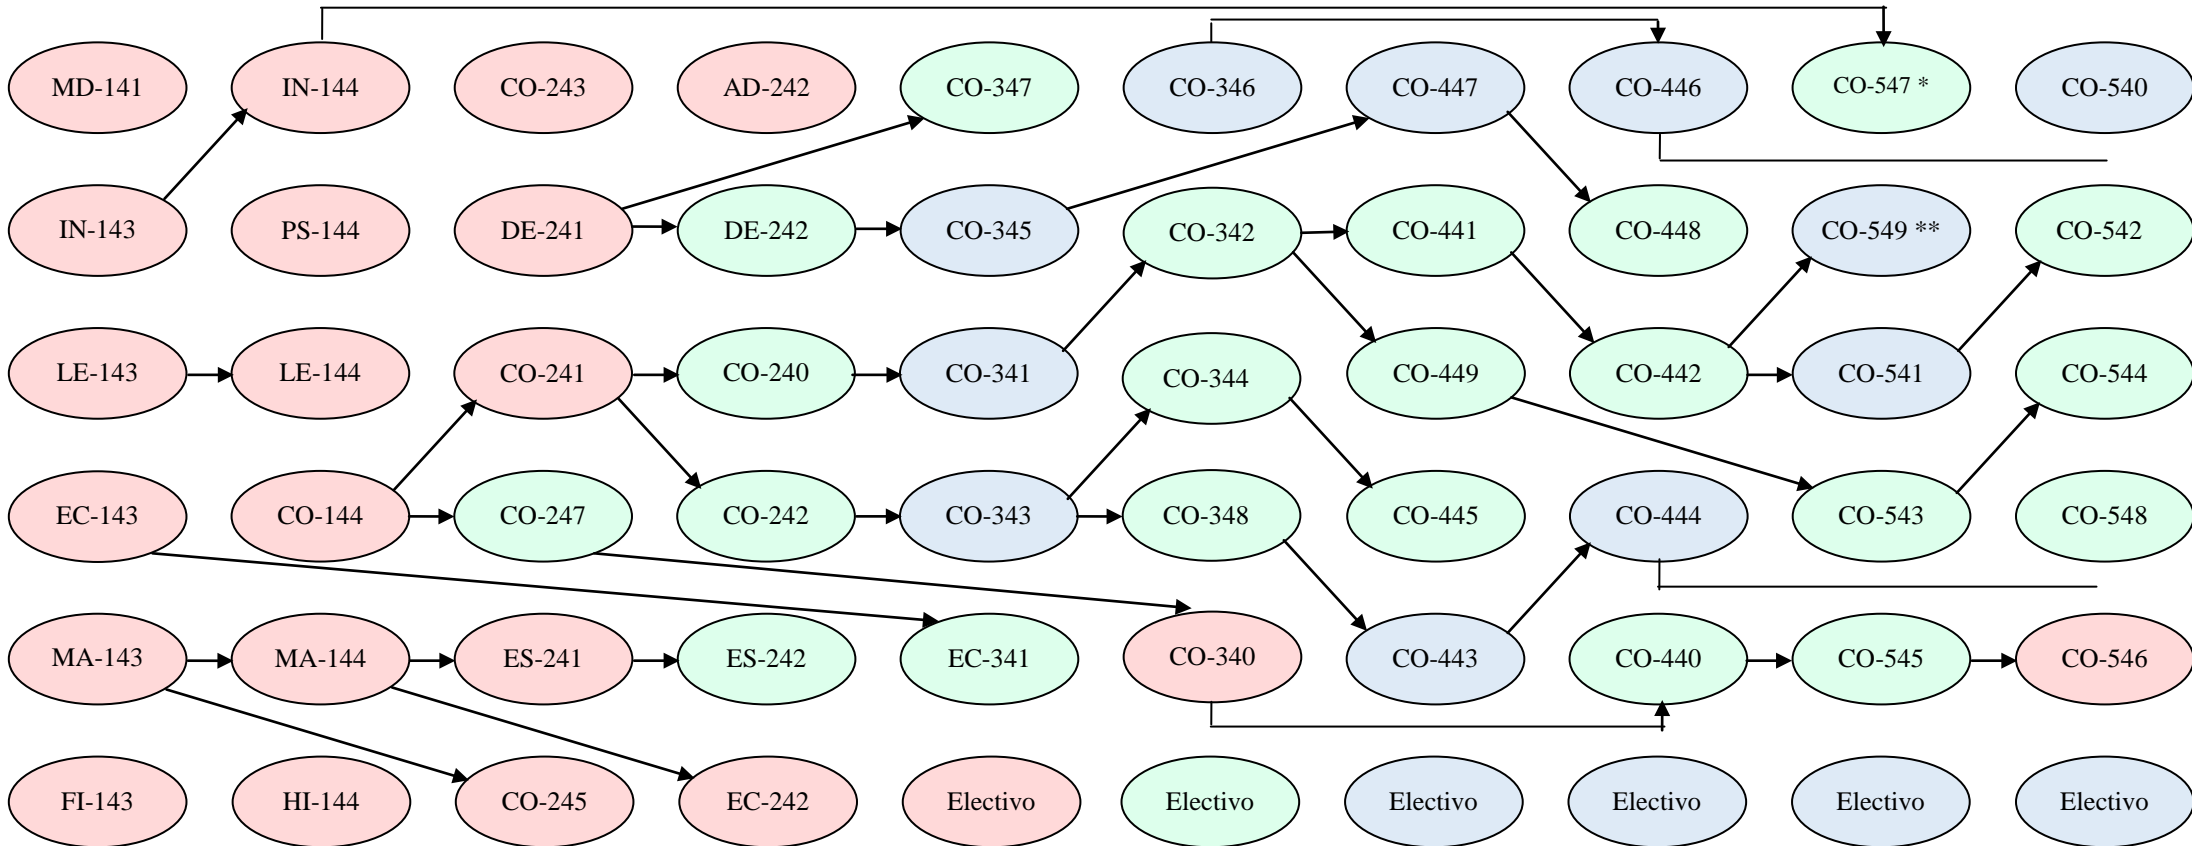 MD-141 IN-144 CO-243 AD-242 CO-347 CO-346 CO-447 CO-446 CO-547 * CO-540
IN-143 PS-144 DE-241 DE-242 CO-345 CO-342 CO-441 CO-448 CO-549 ** CO-542
LE-143 LE-144 CO-241 CO-240 CO-341 CO-344 CO-449 CO-442 CO-541 CO-544
EC-143 CO-144 CO-247 CO-242 CO-343 CO-348 CO-445 CO-444 CO-543 CO-548
MA-143 MA-144 ES-241 ES-242 EC-341 CO-340 CO-443 CO-440 CO-545 CO-546
FI-143 HI-144 CO-245 EC-242 Electivo Electivo Electivo Electivo Electivo Electivo